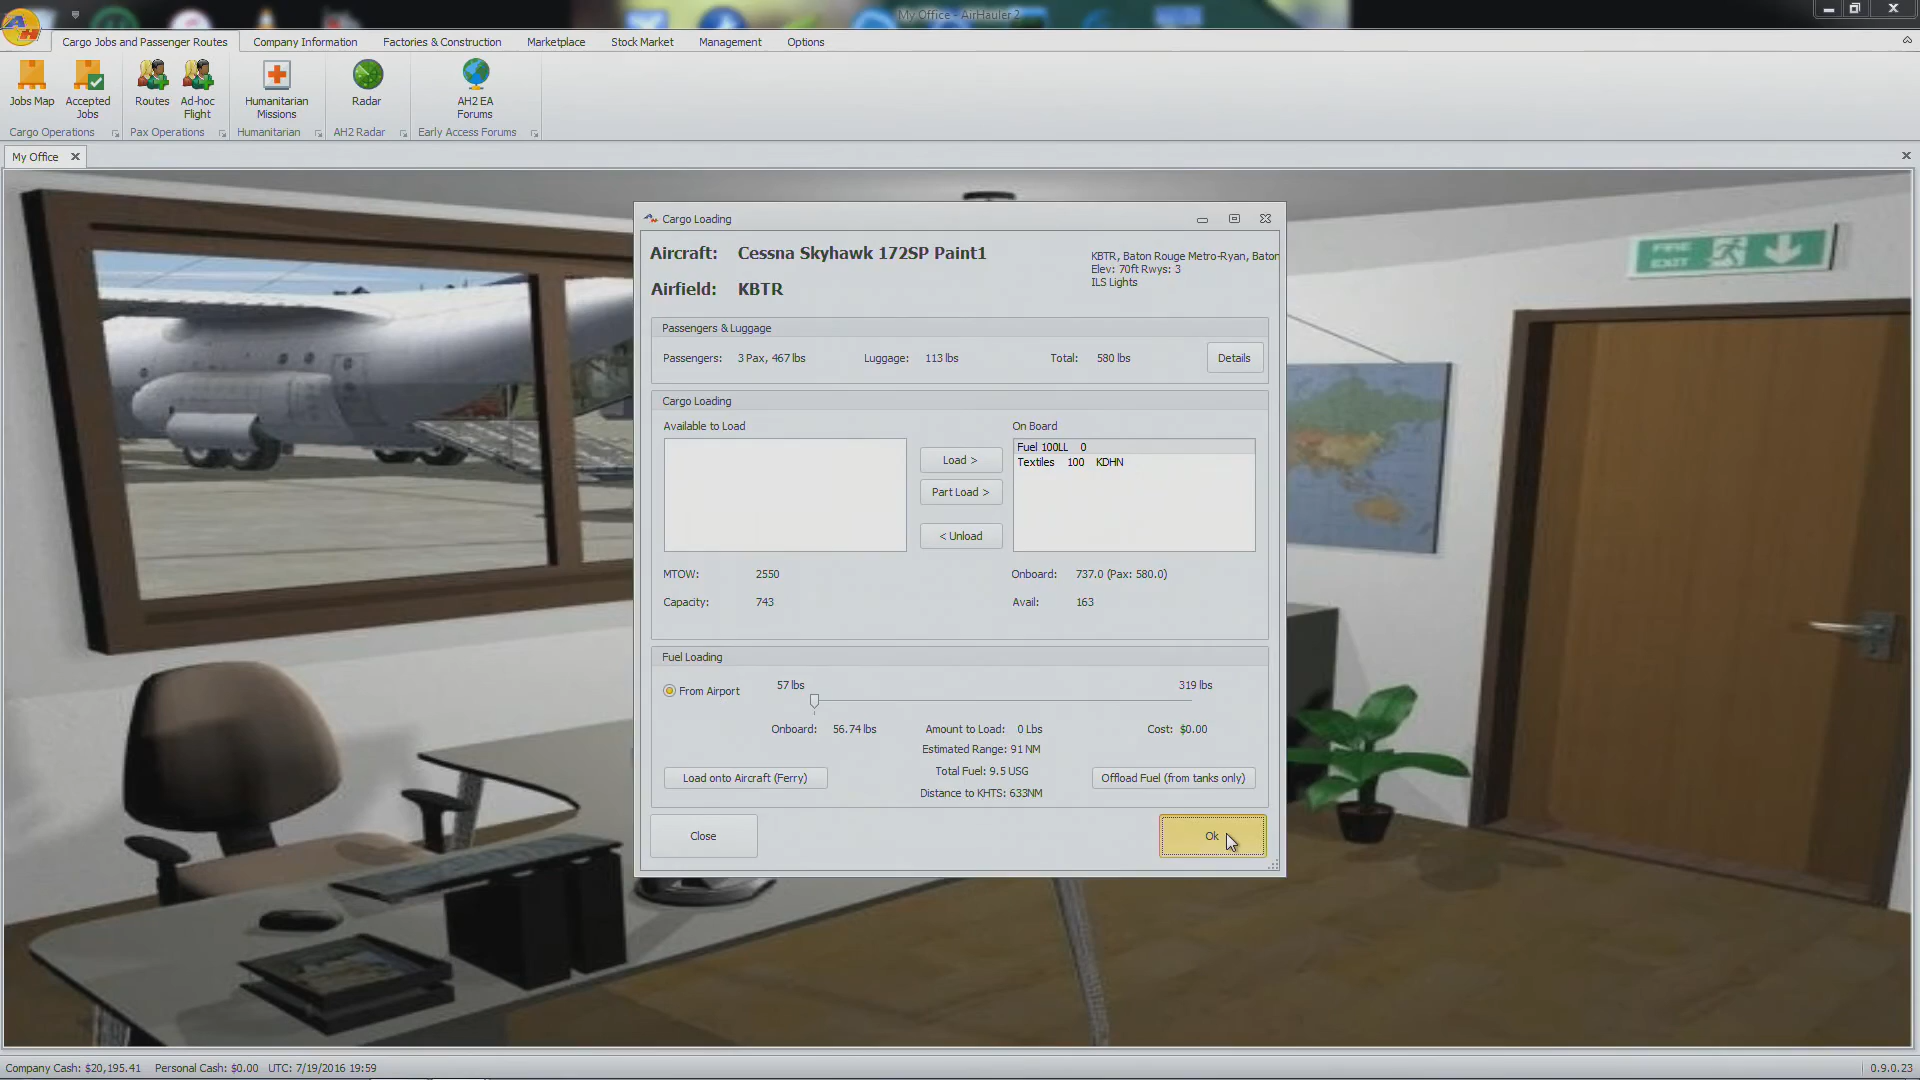 My Office - AirHauler 2
Cargo Jobs and Passenger Routes Company Information Factories & Construction Marketplace Stock Market Management Options
Jobs Map Accepted Jobs Routes Ad-hoc Flight Humanitarian Missions Radar AH2 EA Forums
Cargo Operations Pax Operations Humanitarian AH2 Radar Early Access Forums
My Office
FIRE EXIT
Cargo Loading
Aircraft: Cessna Skyhawk 172SP Paint1
KBTR, Baton Rouge Metro-Ryan, Baton
Elev: 70ft Rwys: 3
ILS Lights
Airfield: KBTR
Passengers & Luggage
Passengers: 3 Pax, 467 lbs Luggage: 113 lbs Total: 580 lbs Details
Cargo Loading
Available to Load On Board
Fuel 100LL 0
Textiles 100 KDHN
Load >
Part Load >
< Unload
MTOW: 2550 Onboard: 737.0 (Pax: 580.0)
Capacity: 743 Avail: 163
Fuel Loading
From Airport 57 lbs 319 lbs
Onboard: 56.74 lbs Amount to Load: 0 Lbs Cost: $0.00
Estimated Range: 91 NM
Total Fuel: 9.5 USG
Load onto Aircraft (Ferry) Offload Fuel (from tanks only)
Distance to KHTS: 633NM
Close Ok
Company Cash: $20,195.41 Personal Cash: $0.00 UTC: 7/19/2016 19:59 0.9.0.23